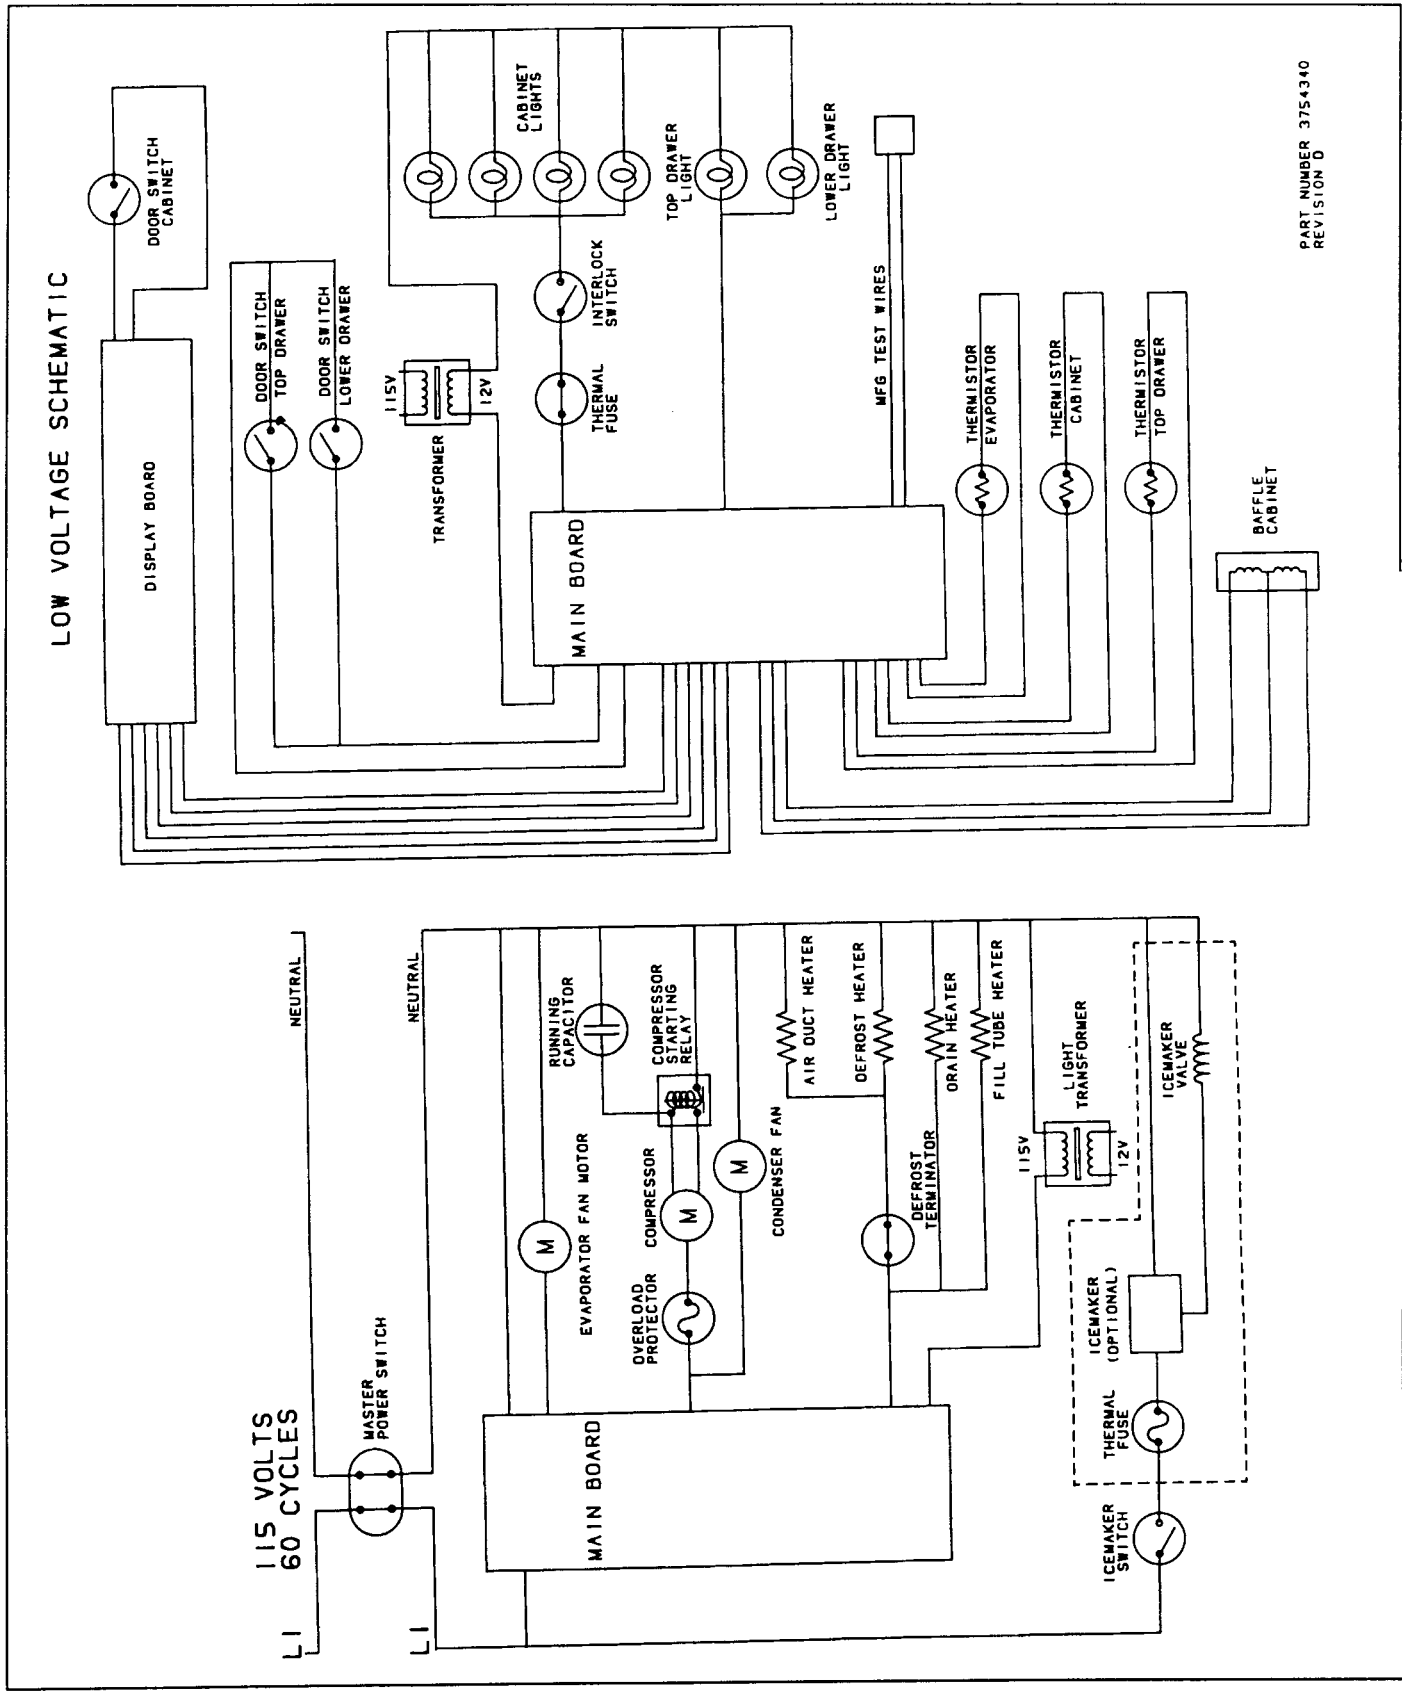 115 VOLTS
60 CYCLES
L1
NEUTRAL
MASTER
POWER SWITCH
L1
NEUTRAL
MAIN BOARD
EVAPORATOR FAN MOTOR
M
RUNNING
CAPACITOR
OVERLOAD
PROTECTOR
COMPRESSOR
M
COMPRESSOR
STARTING
RELAY
M
CONDENSER FAN
AIR DUCT HEATER
DEFROST HEATER
DEFROST
TERMINATOR
DRAIN HEATER
FILL TUBE HEATER
115V
12V
LIGHT
TRANSFORMER
ICEMAKER
SWITCH
THERMAL
FUSE
ICEMAKER
(OPTIONAL)
ICEMAKER
VALVE
LOW VOLTAGE SCHEMATIC
DISPLAY BOARD
DOOR SWITCH
CABINET
DOOR SWITCH
TOP DRAWER
DOOR SWITCH
LOWER DRAWER
115V
12V
TRANSFORMER
CABINET
LIGHTS
MAIN BOARD
THERMAL
FUSE
INTERLOCK
SWITCH
TOP DRAWER
LIGHT
LOWER DRAWER
LIGHT
MFG TEST WIRES
THERMISTOR
EVAPORATOR
THERMISTOR
CABINET
THERMISTOR
TOP DRAWER
BAFFLE
CABINET
PART NUMBER 3754340
REVISION D